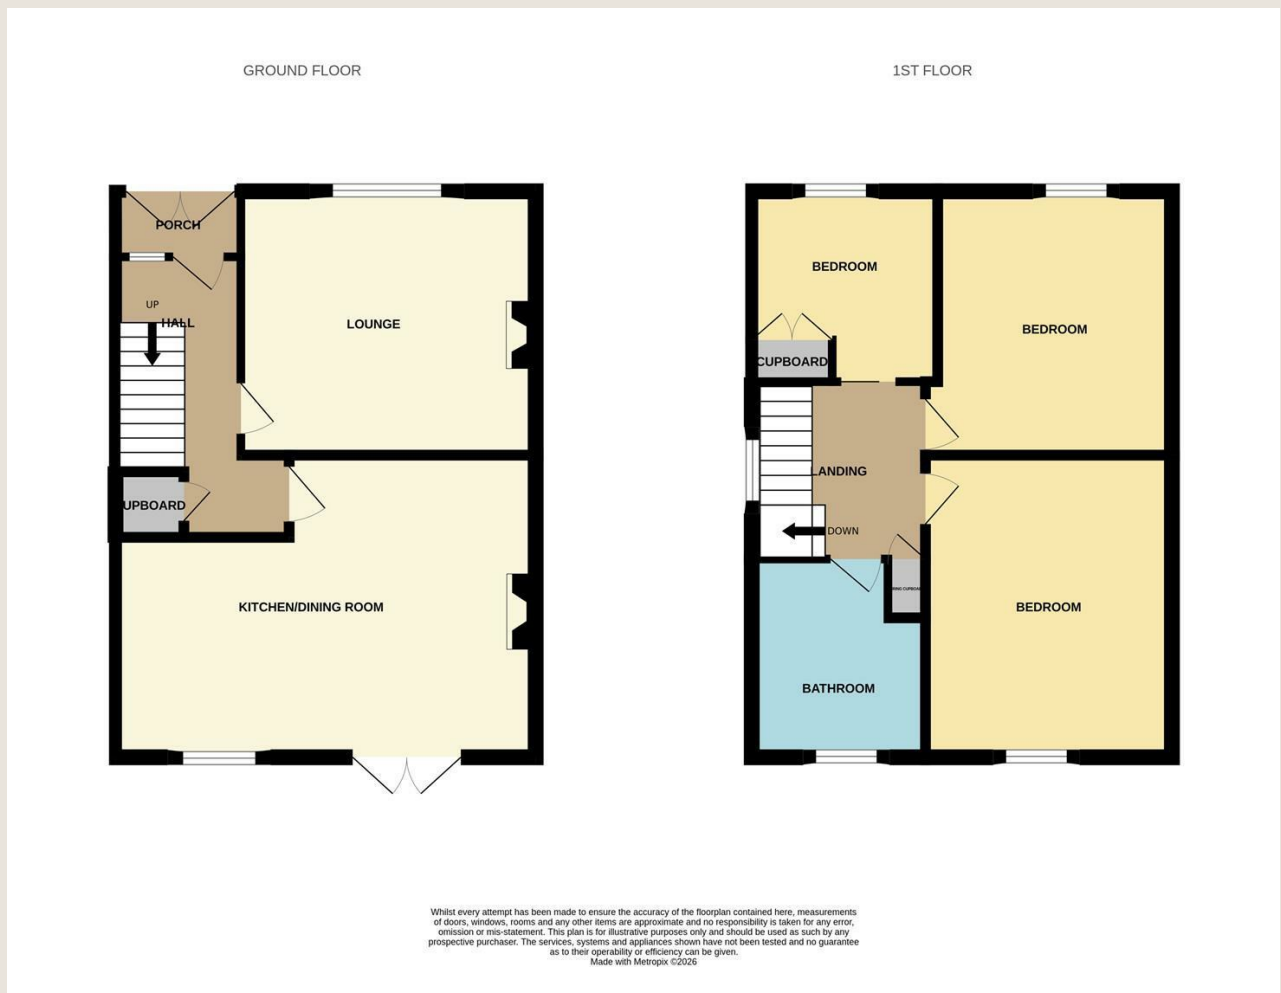 GROUND FLOOR
1ST FLOOR
PORCH
UP
HALL
LOUNGE
UPBOARD
KITCHEN/DINING ROOM
BEDROOM
CUPBOARD
BEDROOM
LANDING
DOWN
BATHROOM
BEDROOM
Whilst every attempt has been made to ensure the accuracy of the floorplan contained here, measurements
of doors, windows, rooms and any other items are approximate and no responsibility is taken for any error,
omission or mis-statement. This plan is for illustrative purposes only and should be used as such by any
prospective purchaser. The services, systems and appliances shown have not been tested and no guarantee
as to their operability or efficiency can be given.
Made with Metropix ©2026